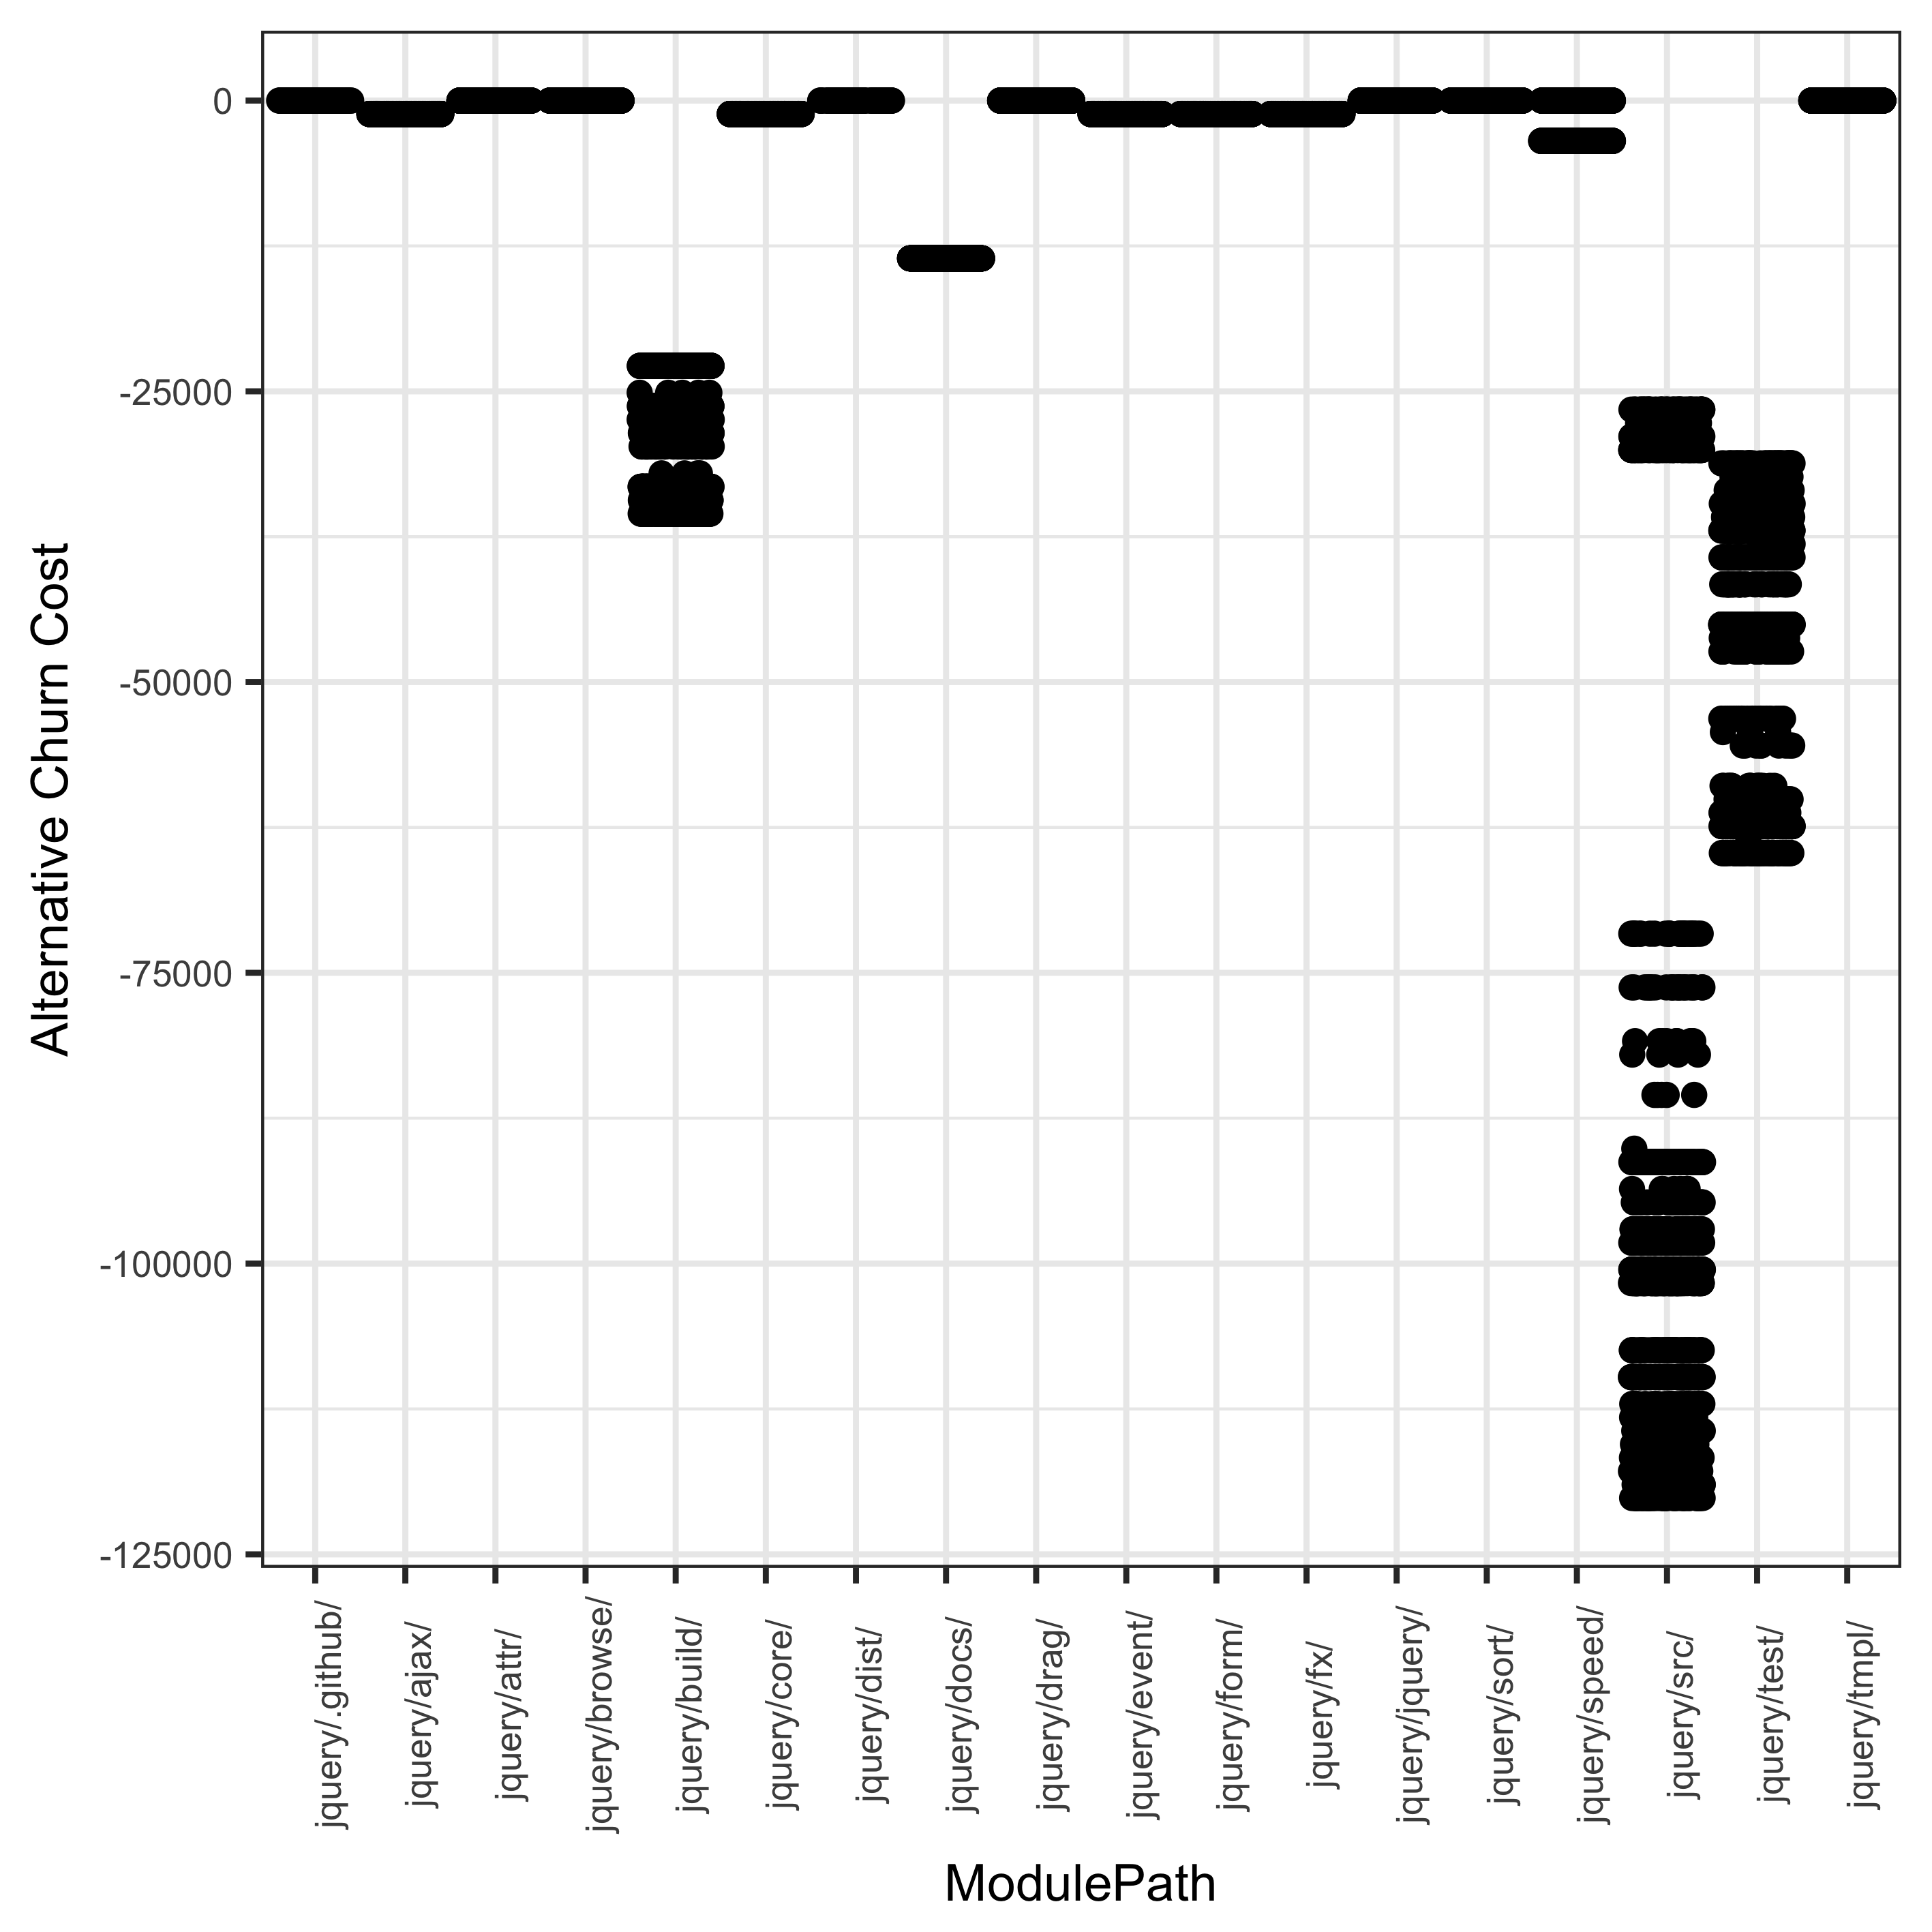 Alternative Churn Cost
0
-25000
-50000
-75000
-100000
-125000
jquery/.github/
jquery/ajax/
jquery/attr/
jquery/browse/
jquery/build/
jquery/core/
jquery/dist/
jquery/docs/
jquery/drag/
jquery/event/
jquery/form/
jquery/fx/
jquery/jquery/
jquery/sort/
jquery/speed/
jquery/src/
jquery/test/
jquery/tmpl/
ModulePath